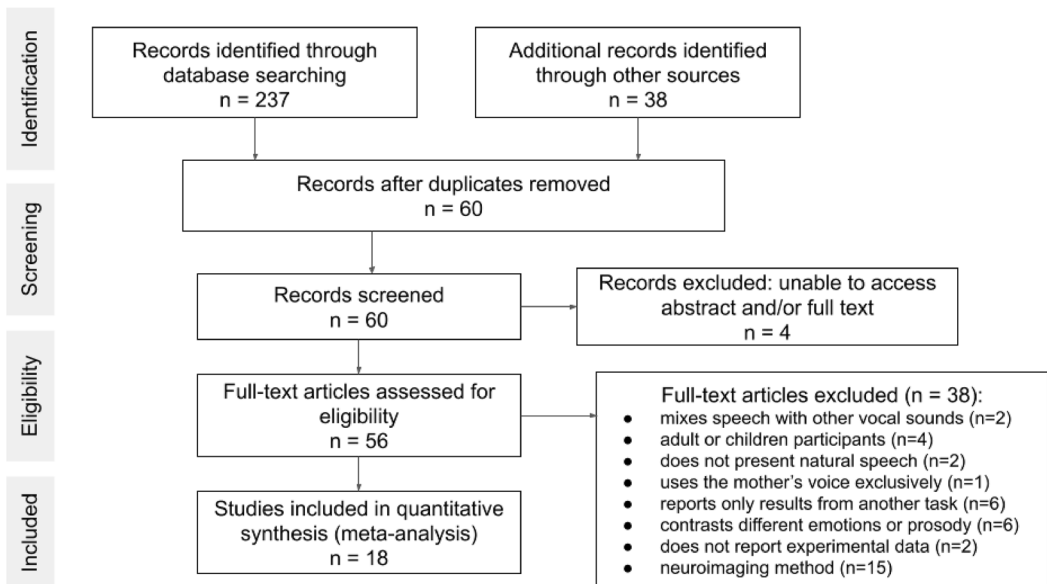 Identification
Records identified through
database searching
n = 237
Additional records identified
through other sources
n = 38
Screening
Records after duplicates removed
n = 60
Records screened
n = 60
Records excluded: unable to access
abstract and/or full text
n = 4
Eligibility
Full-text articles assessed for
eligibility
n = 56
Full-text articles excluded (n = 38):
● mixes speech with other vocal sounds (n=2)
● adult or children participants (n=4)
● does not present natural speech (n=2)
● uses the mother's voice exclusively (n=1)
● reports only results from another task (n=6)
● contrasts different emotions or prosody (n=6)
● does not report experimental data (n=2)
● neuroimaging method (n=15)
Included
Studies included in quantitative
synthesis (meta-analysis)
n = 18